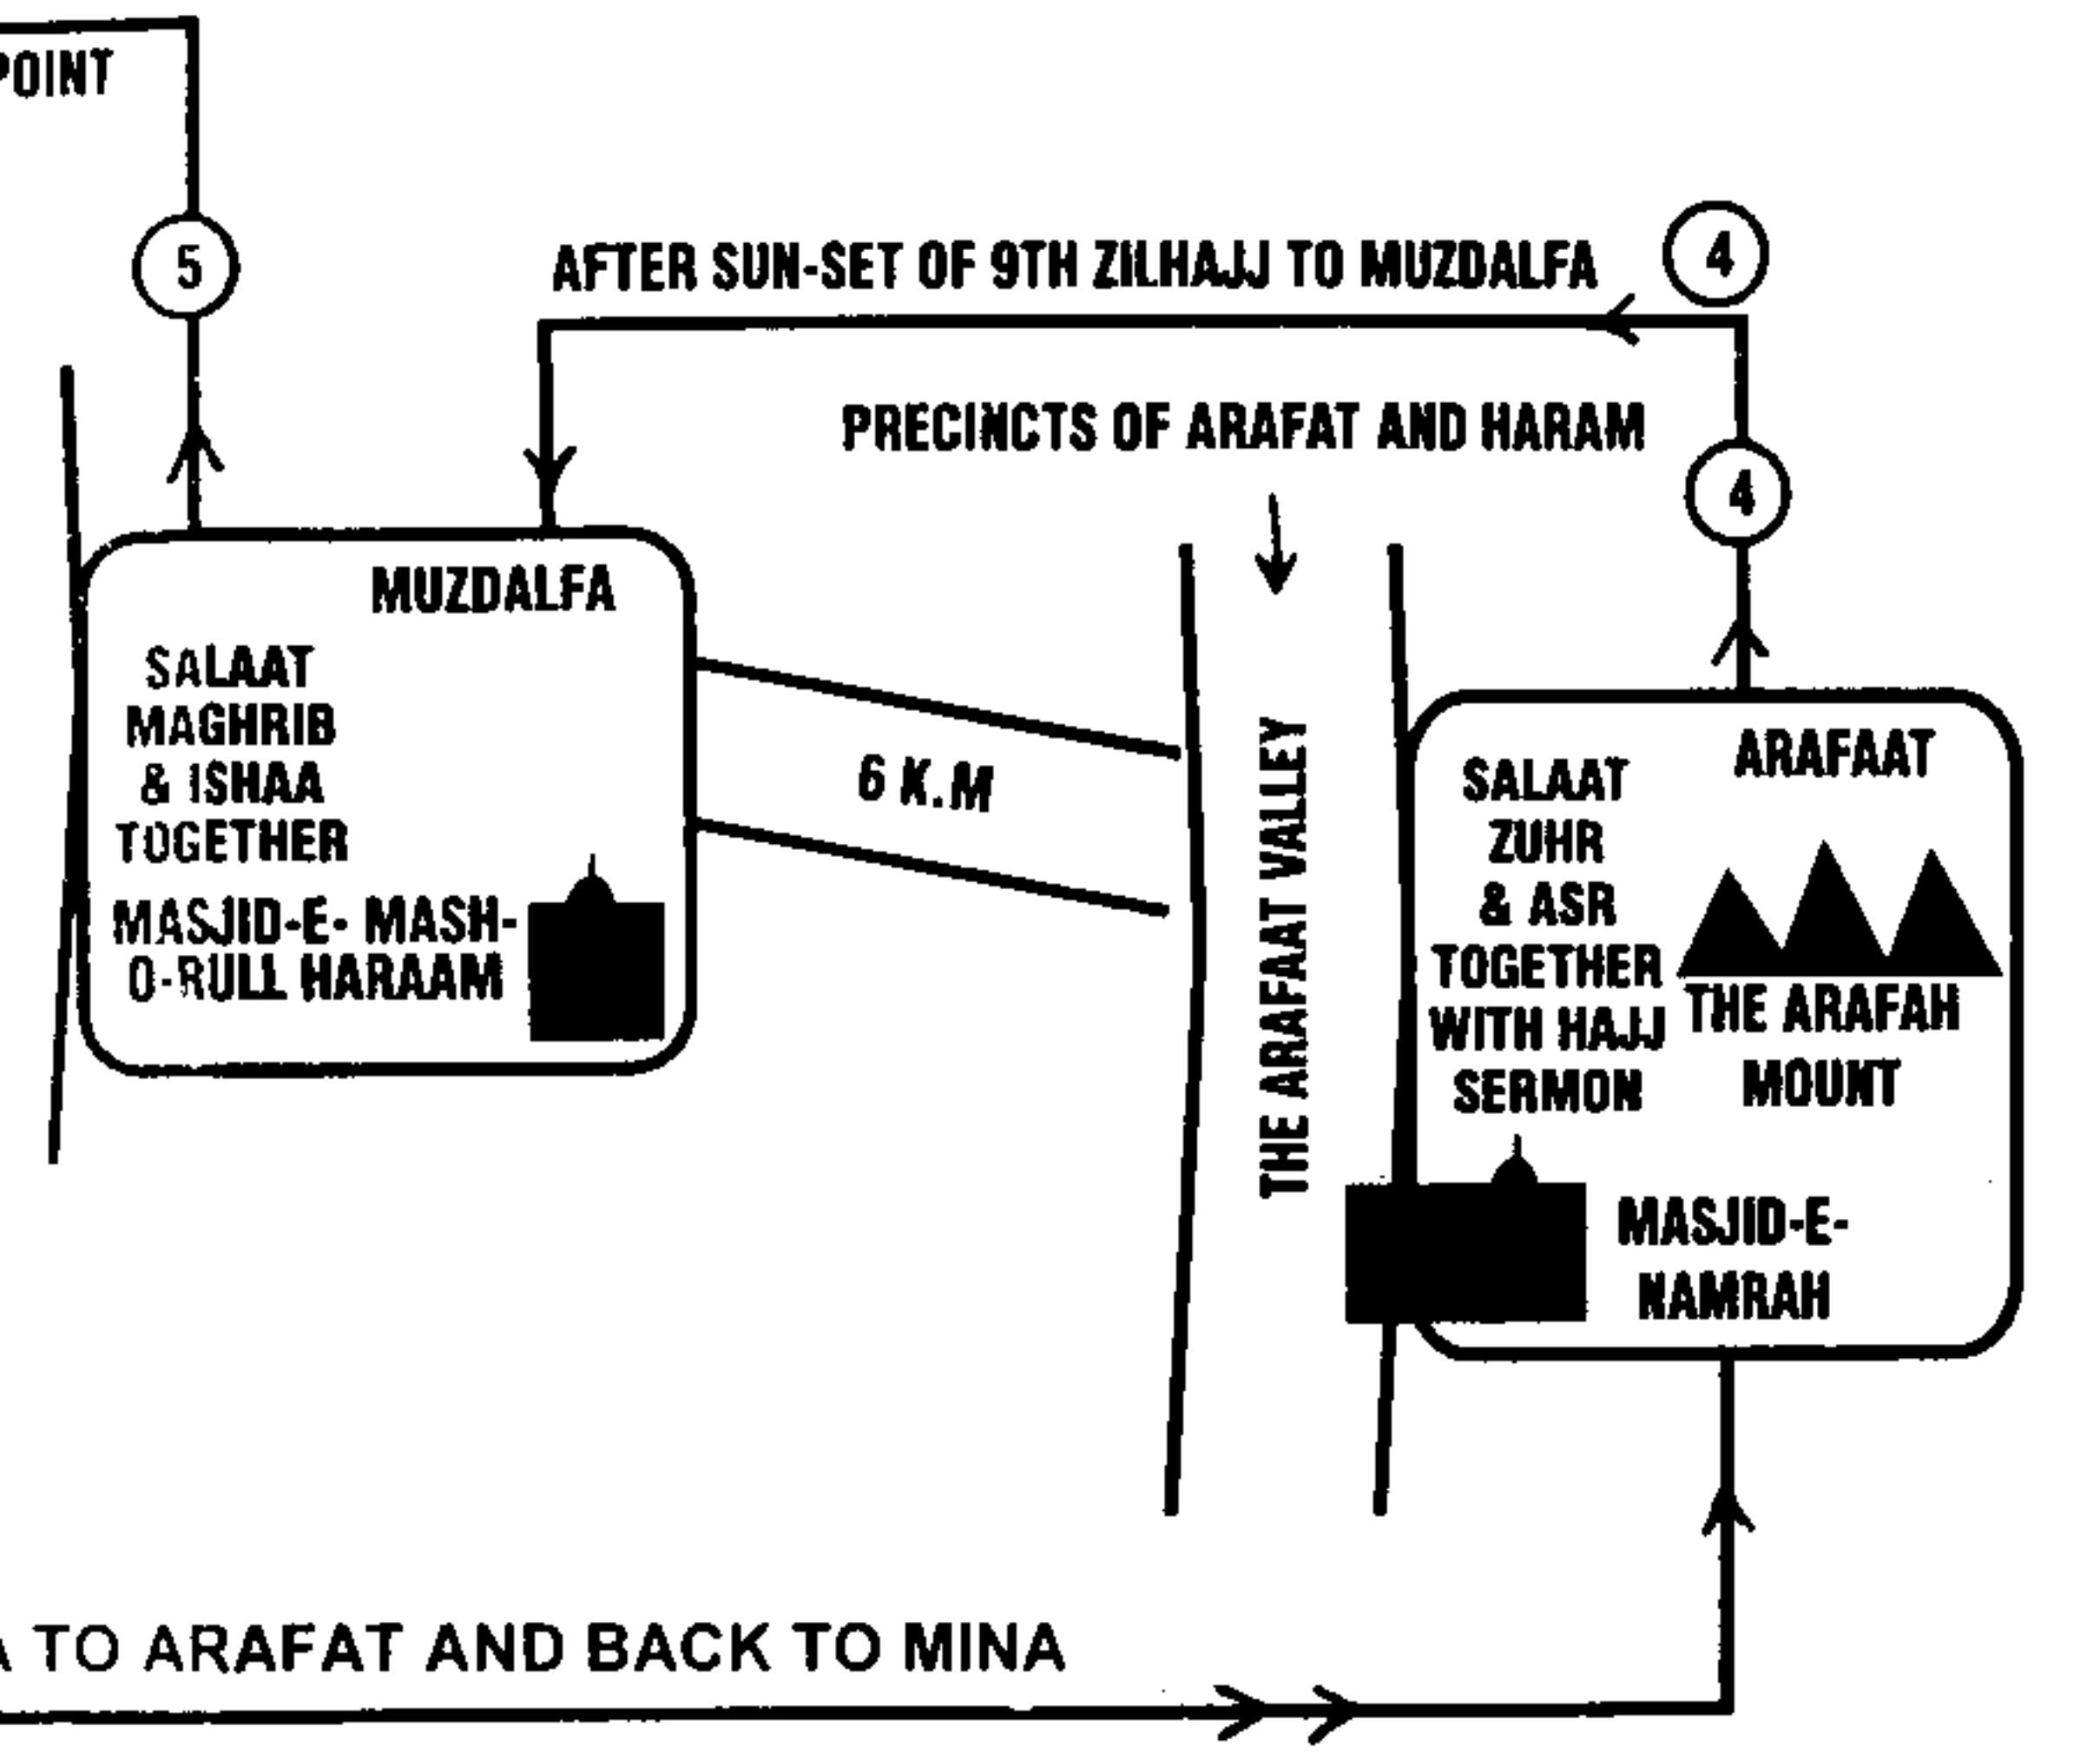 POINT
5
AFTER SUN-SET OF 9TH ZILHAJJ TO MUZDALFA
4
PRECINCTS OF ARAFAT AND HARAM
4
MUZDALFA
SALAAT
MAGHRIB
& ISHAA
TOGETHER
MASJID-E- MASH-
O-RULL HARAAM
6 K.M
THE ARAFAAT VALLEY
ARAFAAT
SALAAT
ZUHR
& ASR
TOGETHER
WITH HAJJ
SERMON
THE ARAFAH
MOUNT
MASJID-E-
NAMRAH
TO ARAFAT AND BACK TO MINA